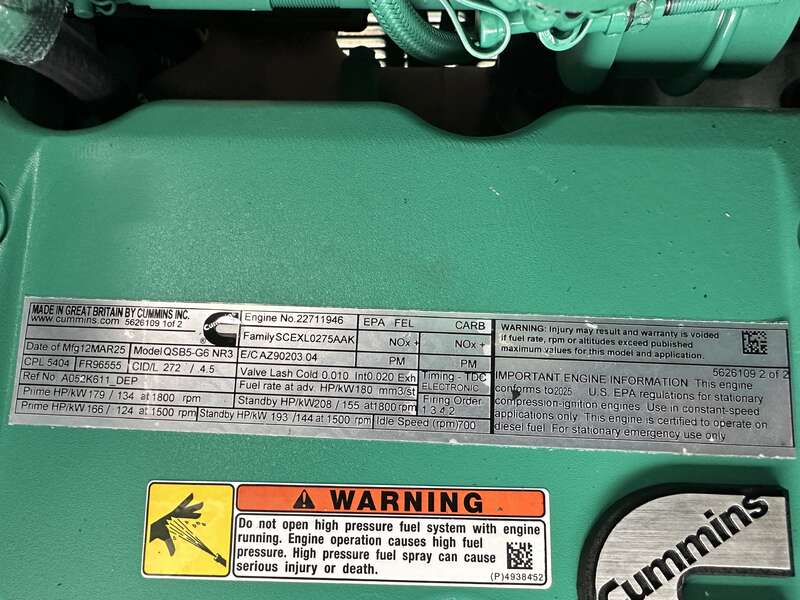 MADE IN GREAT BRITAIN BY CUMMINS INC.
www.cummins.com 5626109 1of 2
Cummins
Date of Mfg12MAR25 Model QSB5-G6 NR3
CPL 5404 FR96555 CID/L 272 / 4.5
Ref No A052K611_DEP
Prime HP/kW179 / 134 at 1800 rpm
Prime HP/kW 166 / 124 at 1500 rpm
Engine No.22711946
FamilySCEXL0275AAK
E/C AZ90203.04
Valve Lash Cold 0.010 Int0.020 Exh
Fuel rate at adv HP/kW180 mm3/st
Standby HP/kW208 / 155 at1800 rpm
Standby HP/kW 193 /144 at 1500 rpm
EPA FEL CARB
NOx + NOx +
PM PM
Timing - TDC
ELECTRONIC
Firing Order
1 3 4 2
Idle Speed (rpm)700
WARNING: Injury may result and warranty is voided
if fuel rate, rpm or altitudes exceed published
maximum values for this model and application.
5626109 2 of 2
IMPORTANT ENGINE INFORMATION This engine
conforms to2025 U.S. EPA regulations for stationary
compression-ignition engines. Use in constant-speed
applications only. This engine is certified to operate on
diesel fuel. For stationary emergency use only
WARNING
Do not open high pressure fuel system with engine
running. Engine operation causes high fuel
pressure. High pressure fuel spray can cause
serious injury or death.
(P)4938452
Cummins